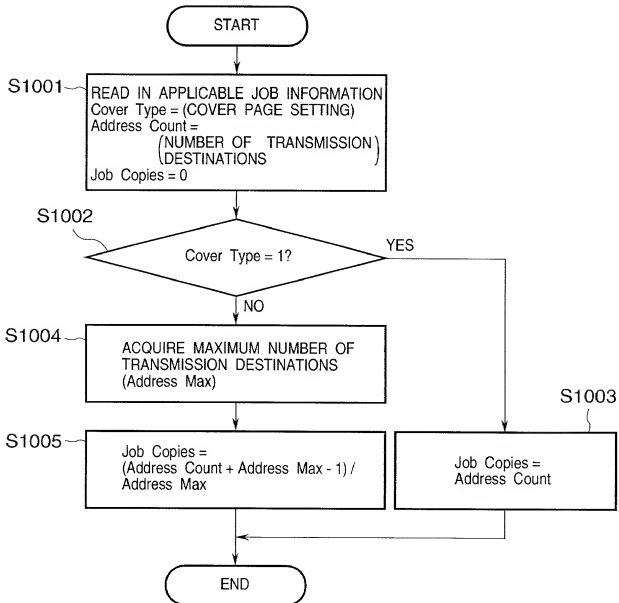 START
S1001
READ IN APPLICABLE JOB INFORMATION
Cover Type = (COVER PAGE SETTING)
Address Count =
(NUMBER OF TRANSMISSION
DESTINATIONS)
Job Copies = 0
S1002
Cover Type = 1?
YES
NO
S1004
ACQUIRE MAXIMUM NUMBER OF
TRANSMISSION DESTINATIONS
(Address Max)
S1003
S1005
Job Copies =
(Address Count + Address Max - 1) /
Address Max
Job Copies =
Address Count
END